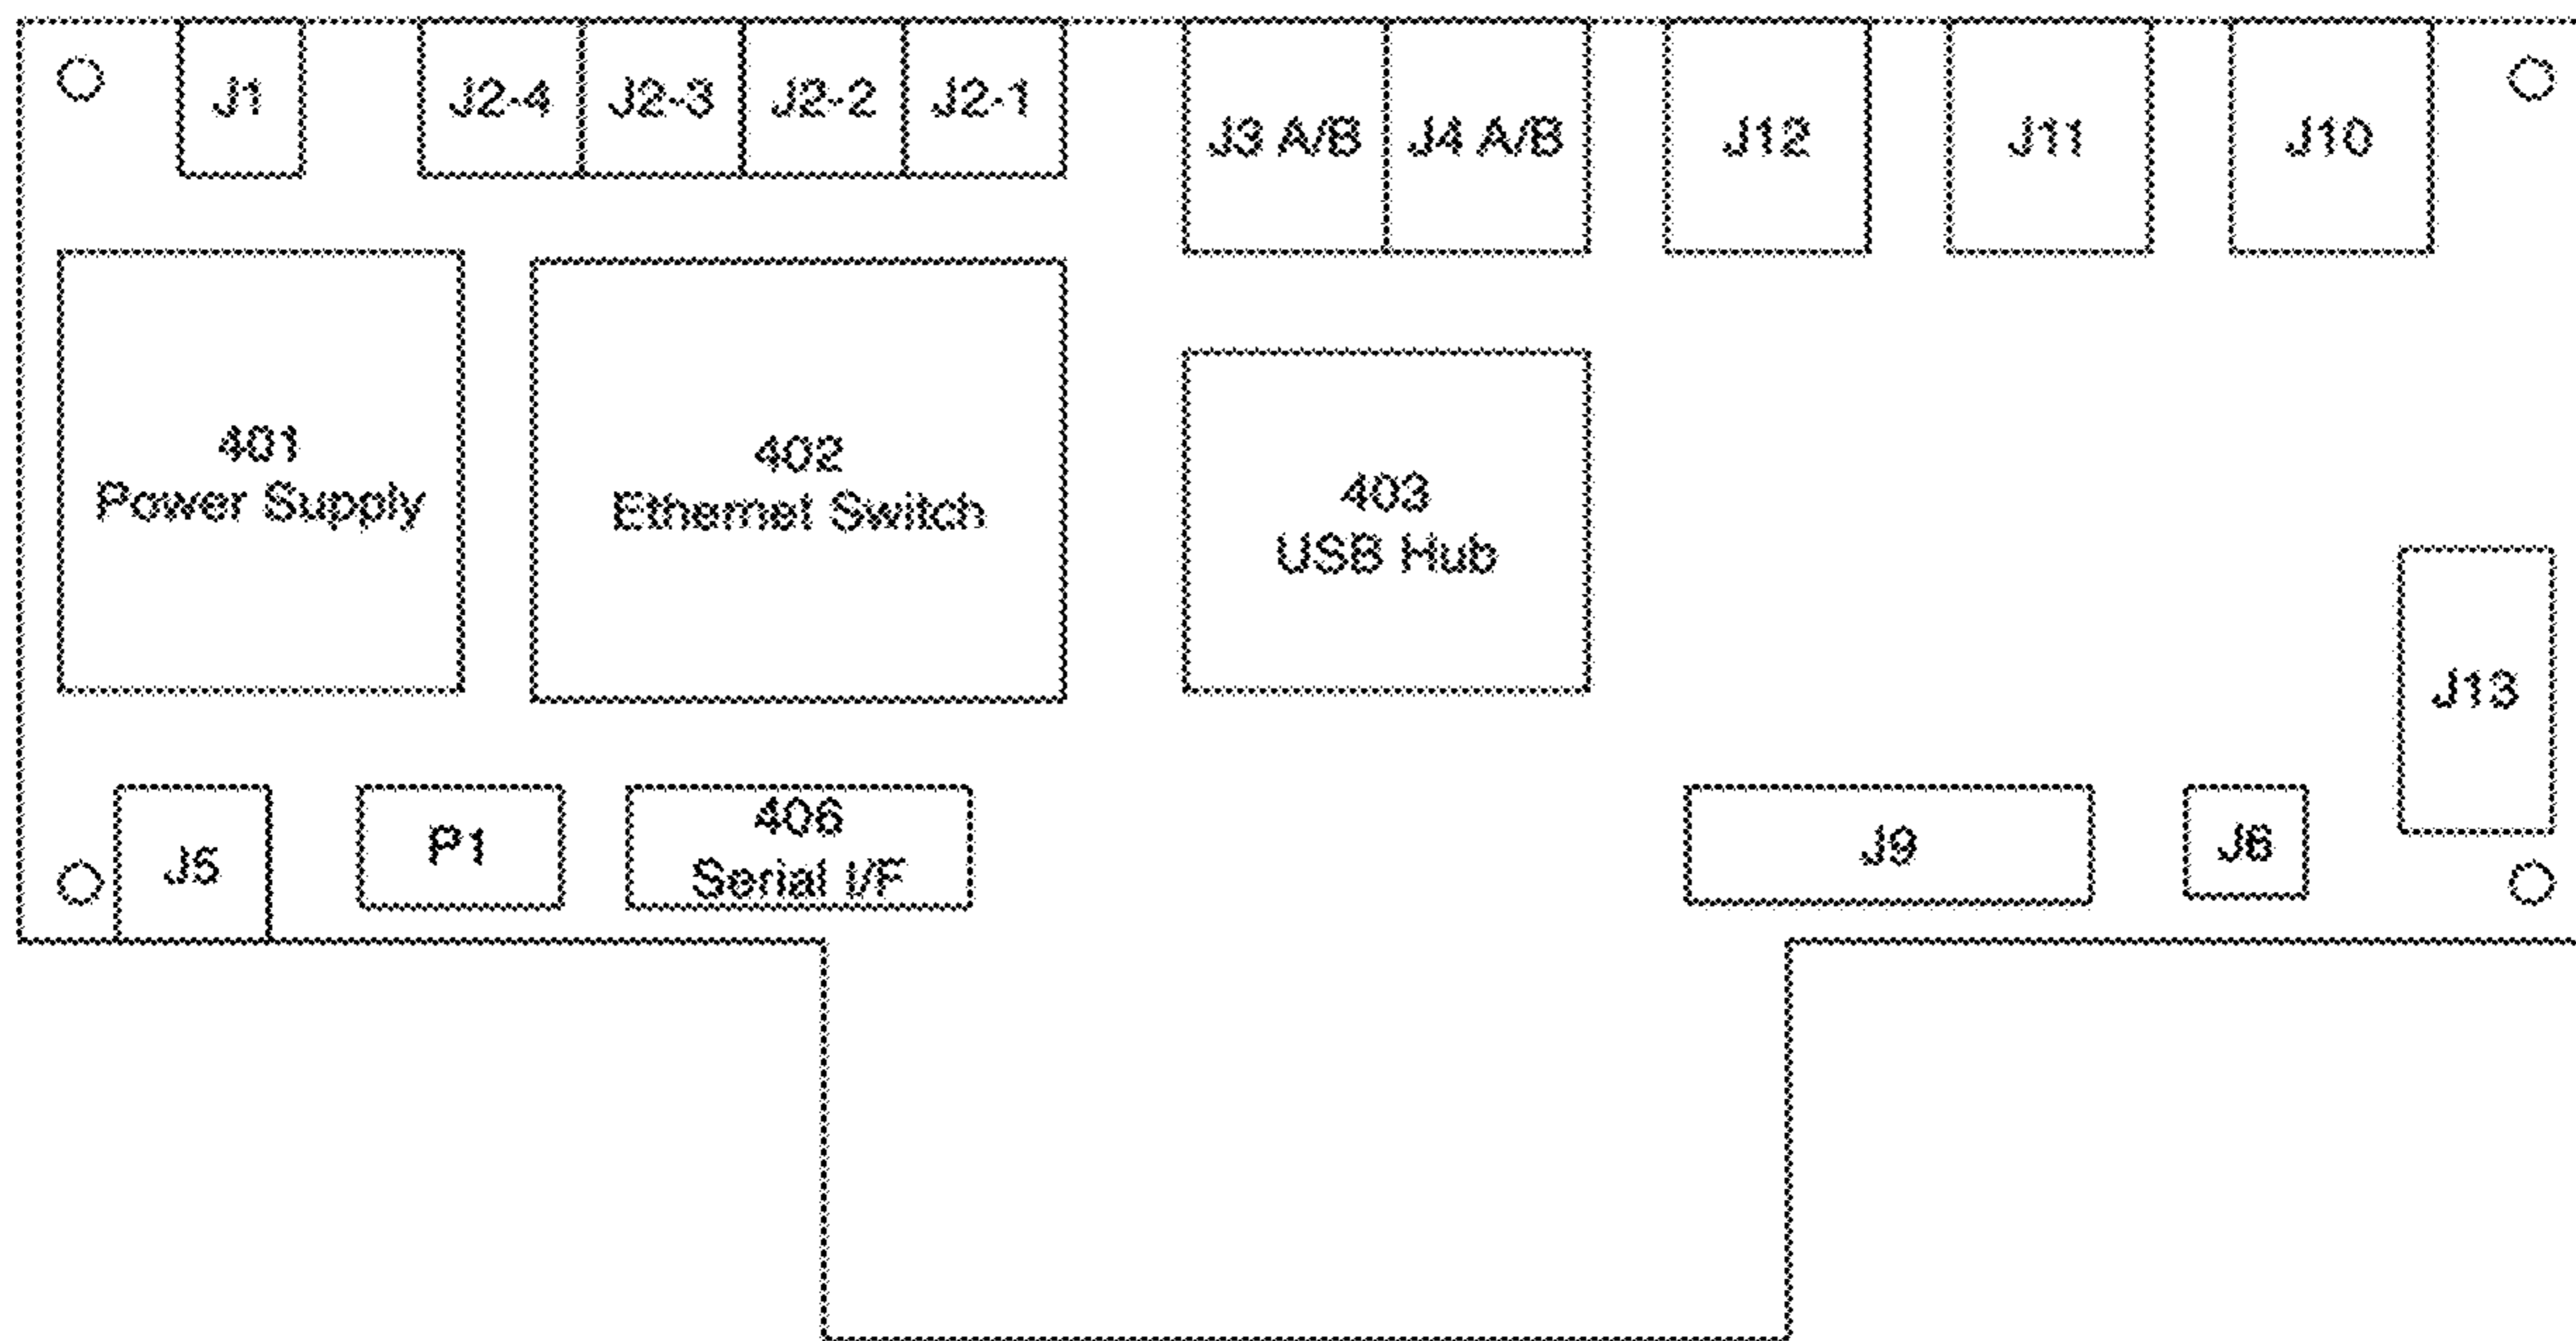 J1
J2-4
J2-3
J2-2
J2-1
J3 A/B
J4 A/B
J12
J11
J10
401
Power Supply
402
Ethernet Switch
403
USB Hub
J13
J5
P1
406
Serial I/F
J9
J6